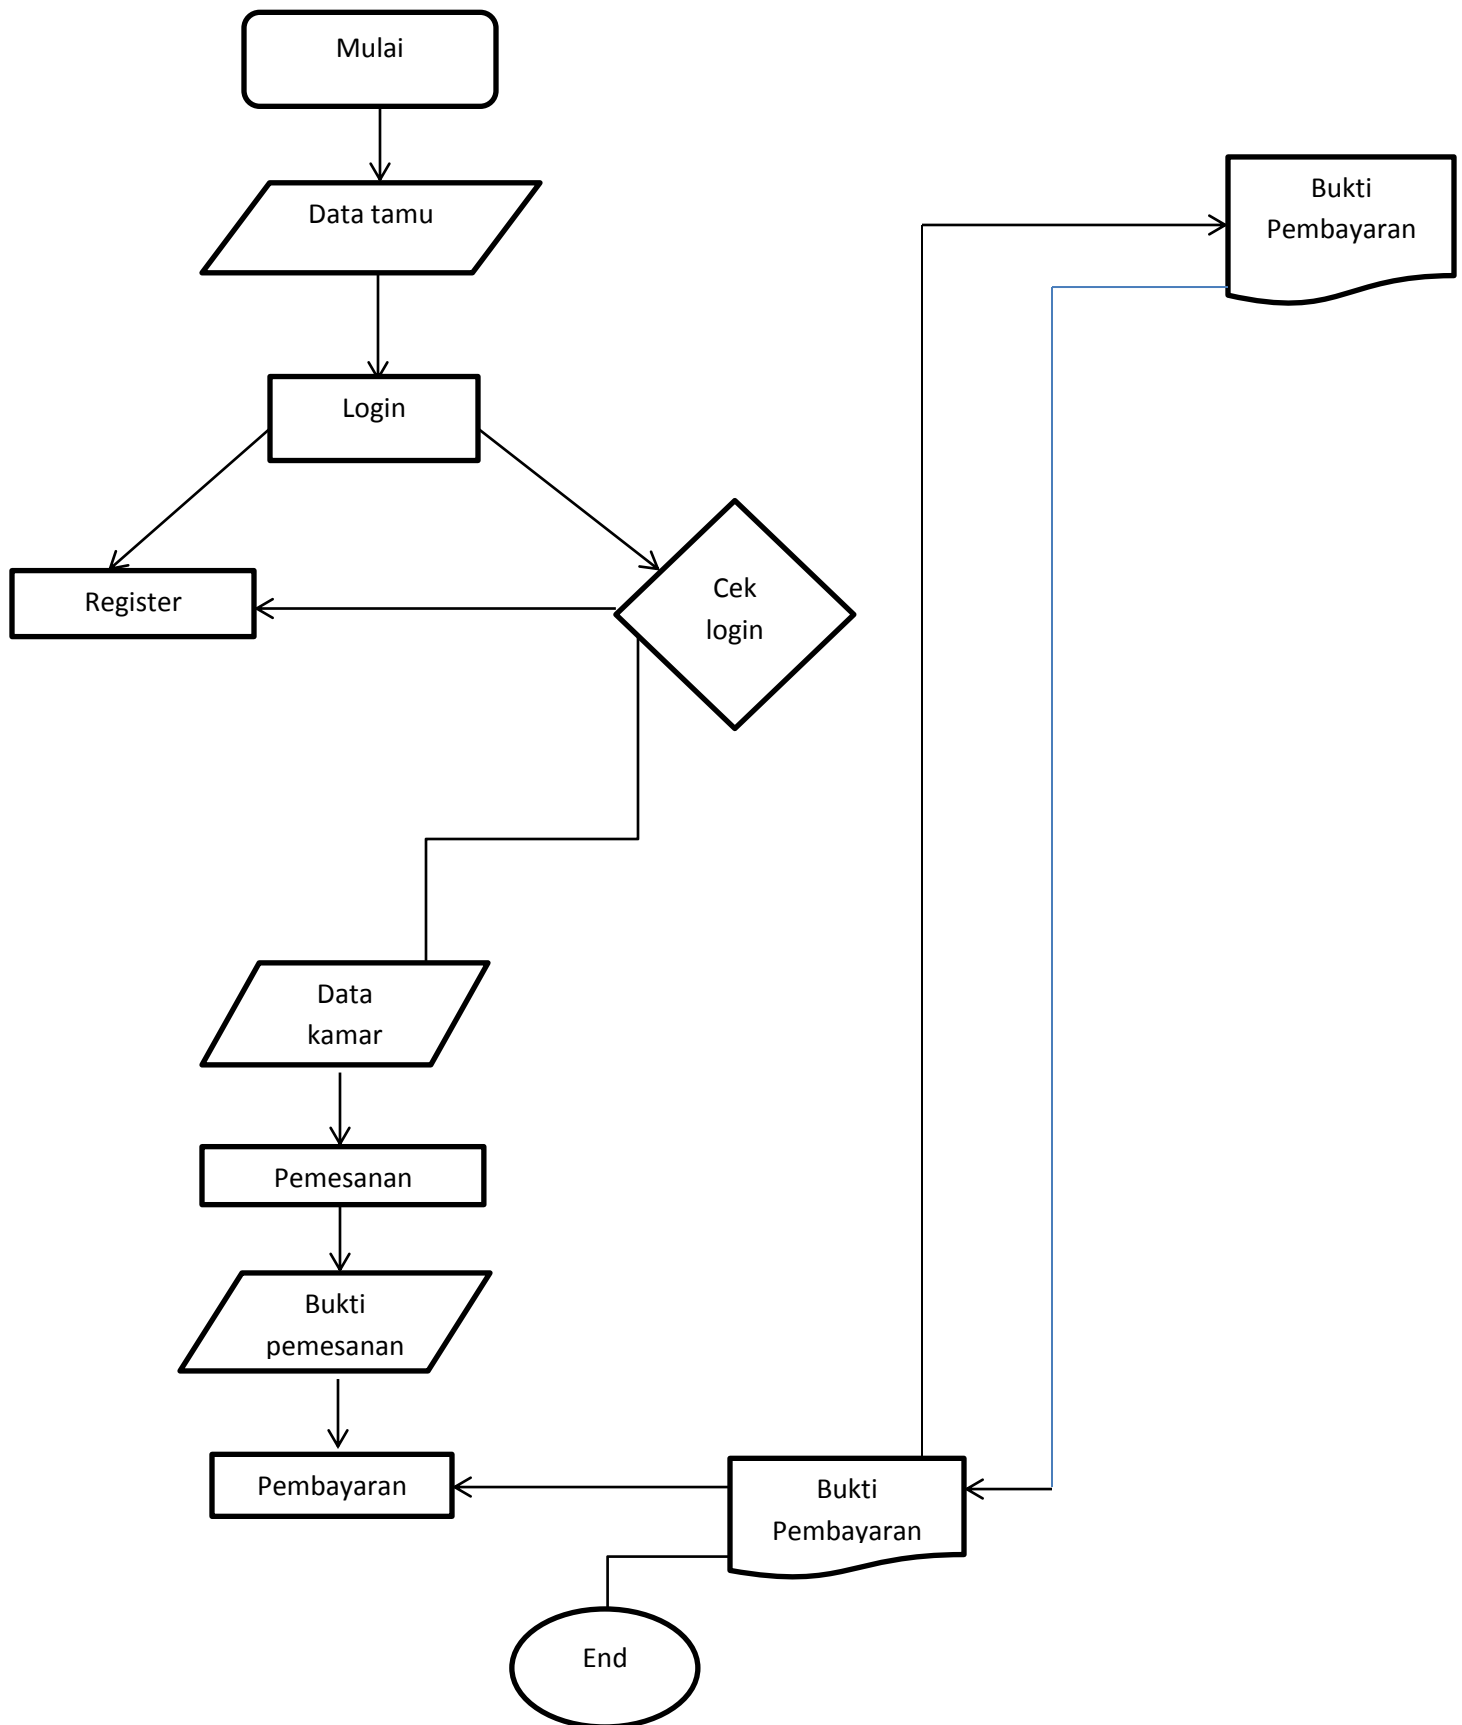 Mulai
Data tamu
Bukti
Pembayaran
Login
Register
Cek
login
Data
kamar
Pemesanan
Bukti
pemesanan
Pembayaran
Bukti
Pembayaran
End